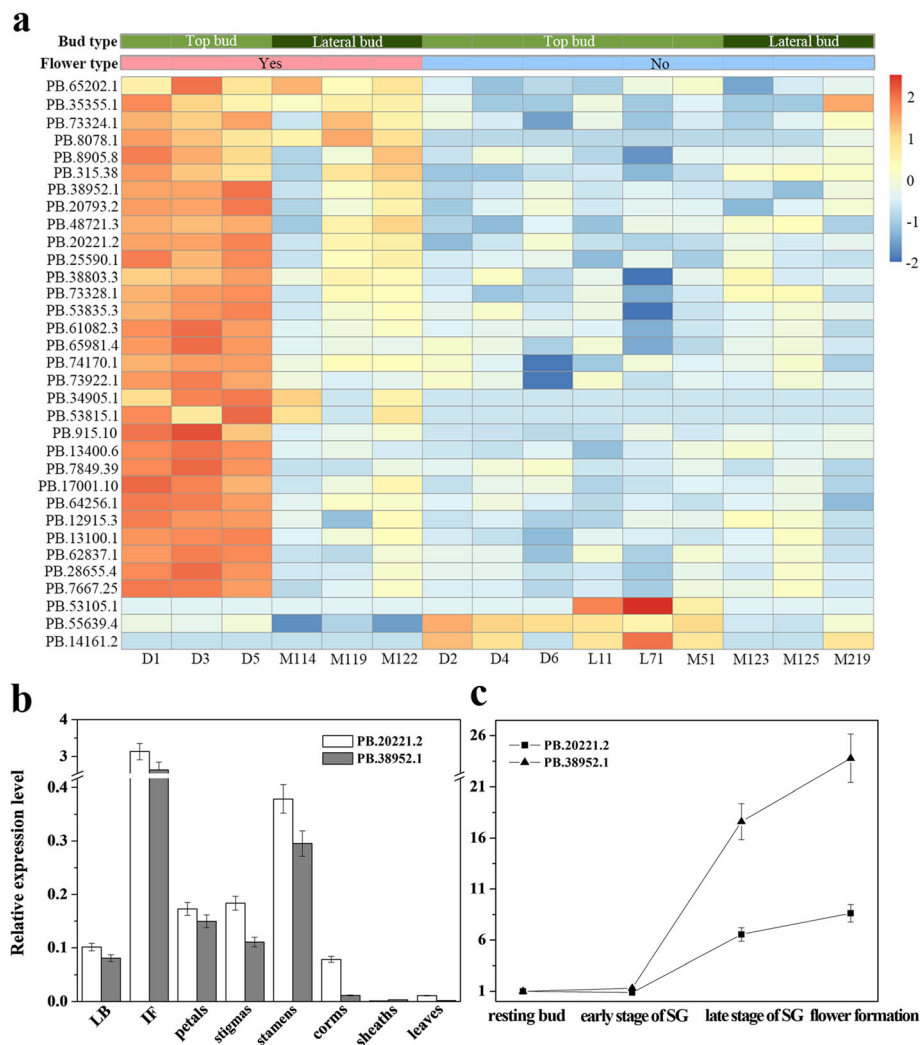 a
Bud type Top bud Lateral bud Top bud Lateral bud
Flower type Yes No
PB.65202.1
PB.35355.1
PB.73324.1
PB.8078.1
PB.8905.8
PB.315.38
PB.38952.1
PB.20793.2
PB.48721.3
PB.20221.2
PB.25590.1
PB.38803.3
PB.73328.1
PB.53835.3
PB.61082.3
PB.65981.4
PB.74170.1
PB.73922.1
PB.34905.1
PB.53815.1
PB.915.10
PB.13400.6
PB.7849.39
PB.17001.10
PB.64256.1
PB.12915.3
PB.13100.1
PB.62837.1
PB.28655.4
PB.7667.25
PB.53105.1
PB.55639.4
PB.14161.2
2
1
0
-1
-2
D1 D3 D5 M114 M119 M122 D2 D4 D6 L11 L71 M51 M123 M125 M219
b
Relative expression level
4
3
0.4
0.3
0.2
0.1
0.0
PB.20221.2
PB.38952.1
LB IF petals stigmas stamens corms sheaths leaves
c
26
21
16
11
6
1
PB.20221.2
PB.38952.1
resting bud early stage of SG late stage of SG flower formation